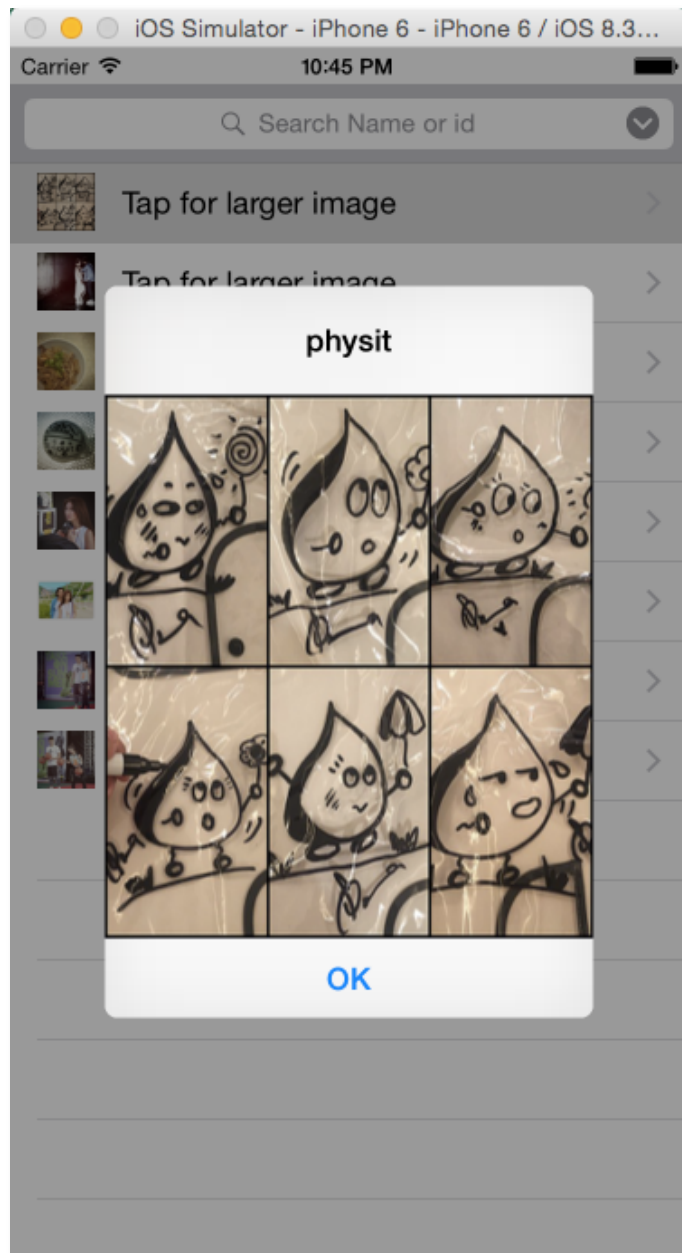 iOS Simulator - iPhone 6 - iPhone 6 / iOS 8.3...
Carrier 10:45 PM
Search Name or id
Tap for larger image
Tap for larger image
physit
OK